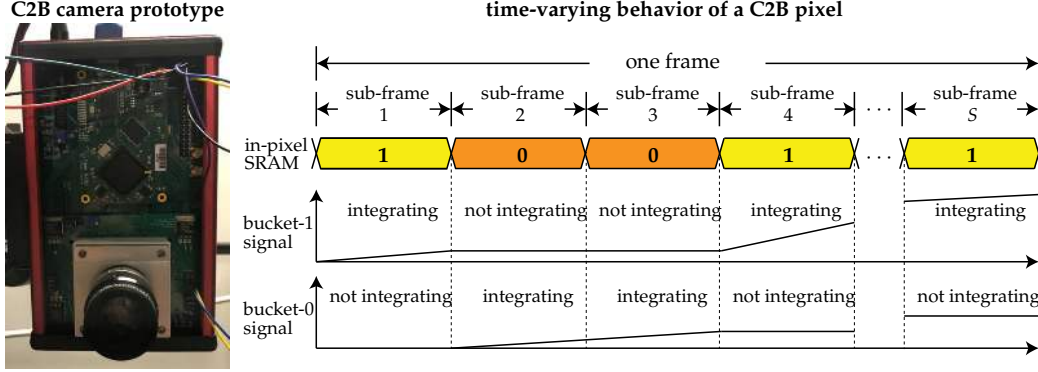 C2B camera prototype
time-varying behavior of a C2B pixel
one frame
sub-frame 1
sub-frame 2
sub-frame 3
sub-frame 4
. . .
sub-frame S
in-pixel SRAM
1
0
0
1
. . .
1
bucket-1 signal
integrating
not integrating
not integrating
integrating
integrating
bucket-0 signal
not integrating
integrating
integrating
not integrating
not integrating